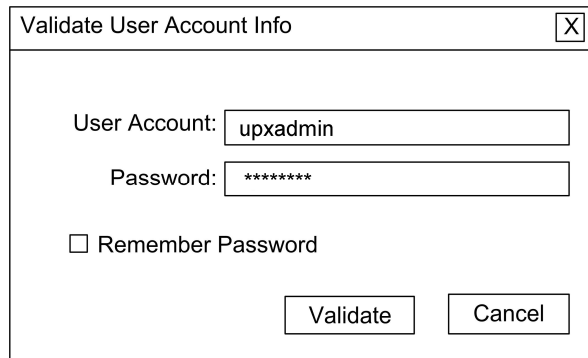 Validate User Account Info X
User Account: upxadmin
Password: ********
Remember Password
Validate Cancel